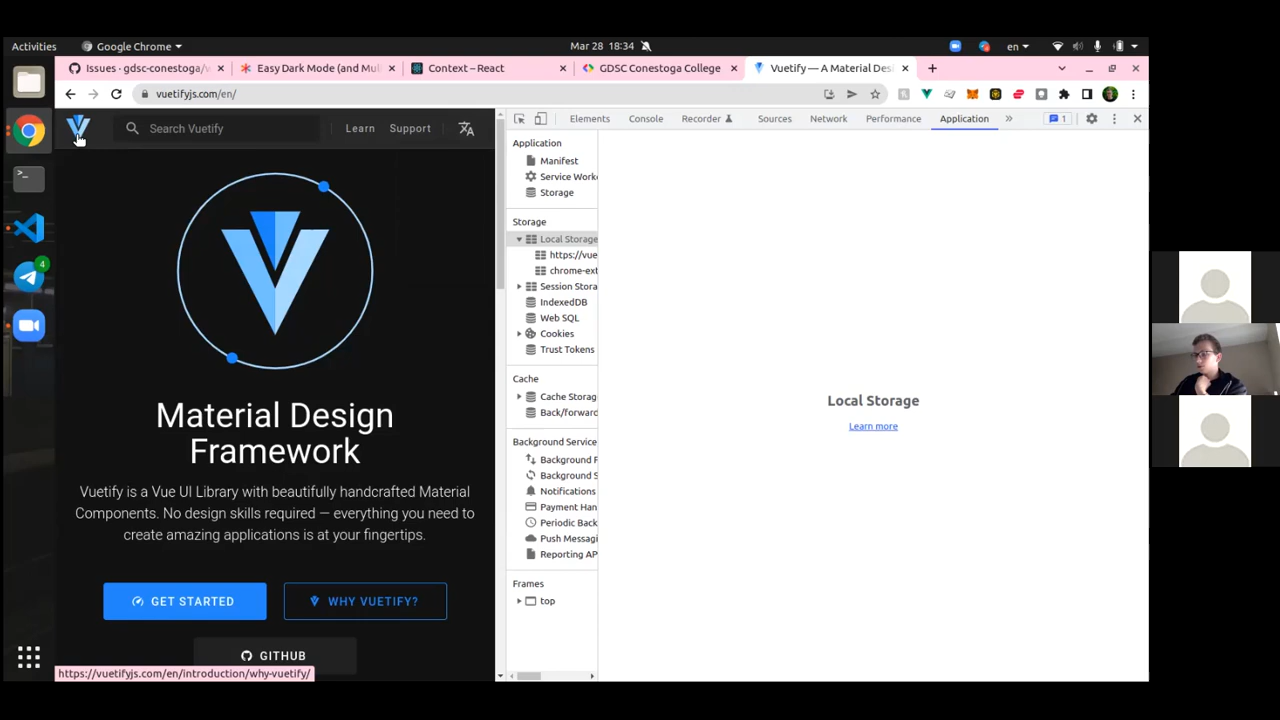 Activities
Google Chrome
Mar 28 18:34
en
Issues · gdsc-conestoga/
Easy Dark Mode (and Mul
Context – React
GDSC Conestoga College
Vuetify — A Material Des
vuetifyjs.com/en/
Search Vuetify
Learn
Support
Elements
Console
Recorder
Sources
Network
Performance
Application
1
Application
Manifest
Service Work
Storage
Storage
Local Storage
https://vue
chrome-ext
Session Stora
IndexedDB
Web SQL
Cookies
Trust Tokens
Cache
Cache Storag
Back/forward
Background Service
Background F
Background S
Notifications
Payment Han
Periodic Back
Push Messagi
Reporting AP
Frames
top
Local Storage
Learn more
4
Material Design
Framework
Vuetify is a Vue UI Library with beautifully handcrafted Material
Components. No design skills required — everything you need to
create amazing applications is at your fingertips.
GET STARTED
WHY VUETIFY?
GITHUB
https://vuetifyjs.com/en/introduction/why-vuetify/